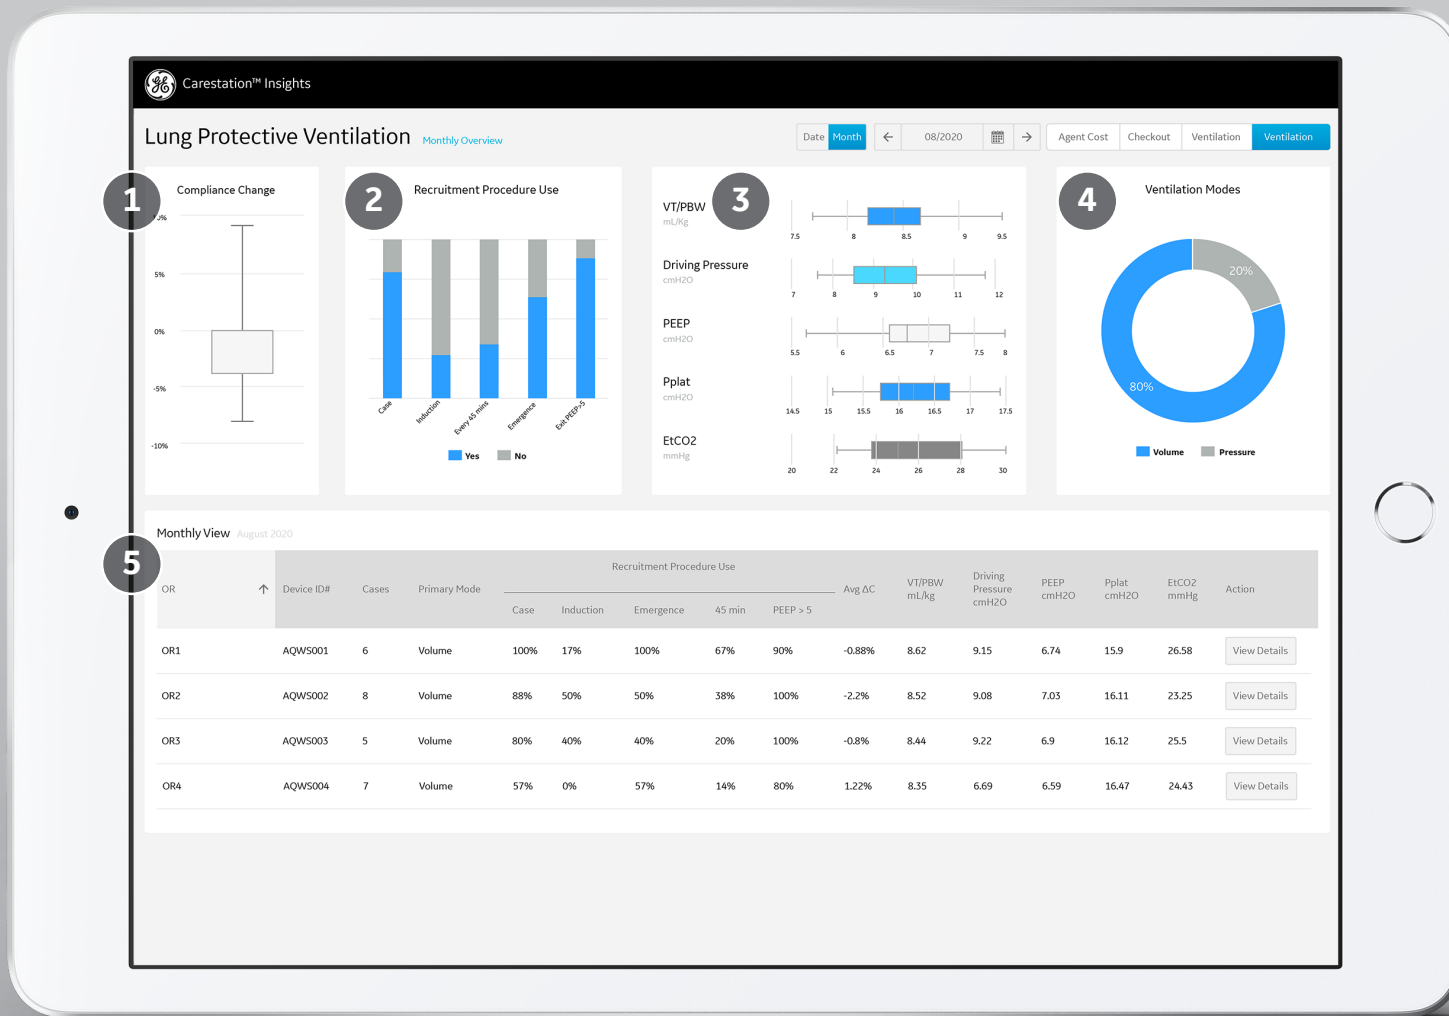 Carestation™ Insights
Lung Protective Ventilation Monthly Overview
Date Month 08/2020 Agent Cost Checkout Ventilation Ventilation
1 Compliance Change
5%
0%
-5%
-10%
2 Recruitment Procedure Use
Case Induction Every 45 mins Emergence Exit PEEP>5
Yes No
3
VT/PBW
mL/Kg
7.5 8 8.5 9 9.5
Driving Pressure
cmH2O
7 8 9 10 11 12
PEEP
cmH2O
5.5 6 6.5 7 7.5 8
Pplat
cmH2O
14.5 15 15.5 16 16.5 17 17.5
EtCO2
mmHg
20 22 24 26 28 30
4 Ventilation Modes
20%
80%
Volume Pressure
Monthly View August 2020
5
OR Device ID# Cases Primary Mode Recruitment Procedure Use Avg ΔC VT/PBW mL/kg Driving Pressure cmH2O PEEP cmH2O Pplat cmH2O EtCO2 mmHg Action
Case Induction Emergence 45 min PEEP > 5
OR1 AQWS001 6 Volume 100% 17% 100% 67% 90% -0.88% 8.62 9.15 6.74 15.9 26.58 View Details
OR2 AQWS002 8 Volume 88% 50% 50% 38% 100% -2.2% 8.52 9.08 7.03 16.11 23.25 View Details
OR3 AQWS003 5 Volume 80% 40% 40% 20% 100% -0.8% 8.44 9.22 6.9 16.12 25.5 View Details
OR4 AQWS004 7 Volume 57% 0% 57% 14% 80% 1.22% 8.35 6.69 6.59 16.47 24.43 View Details